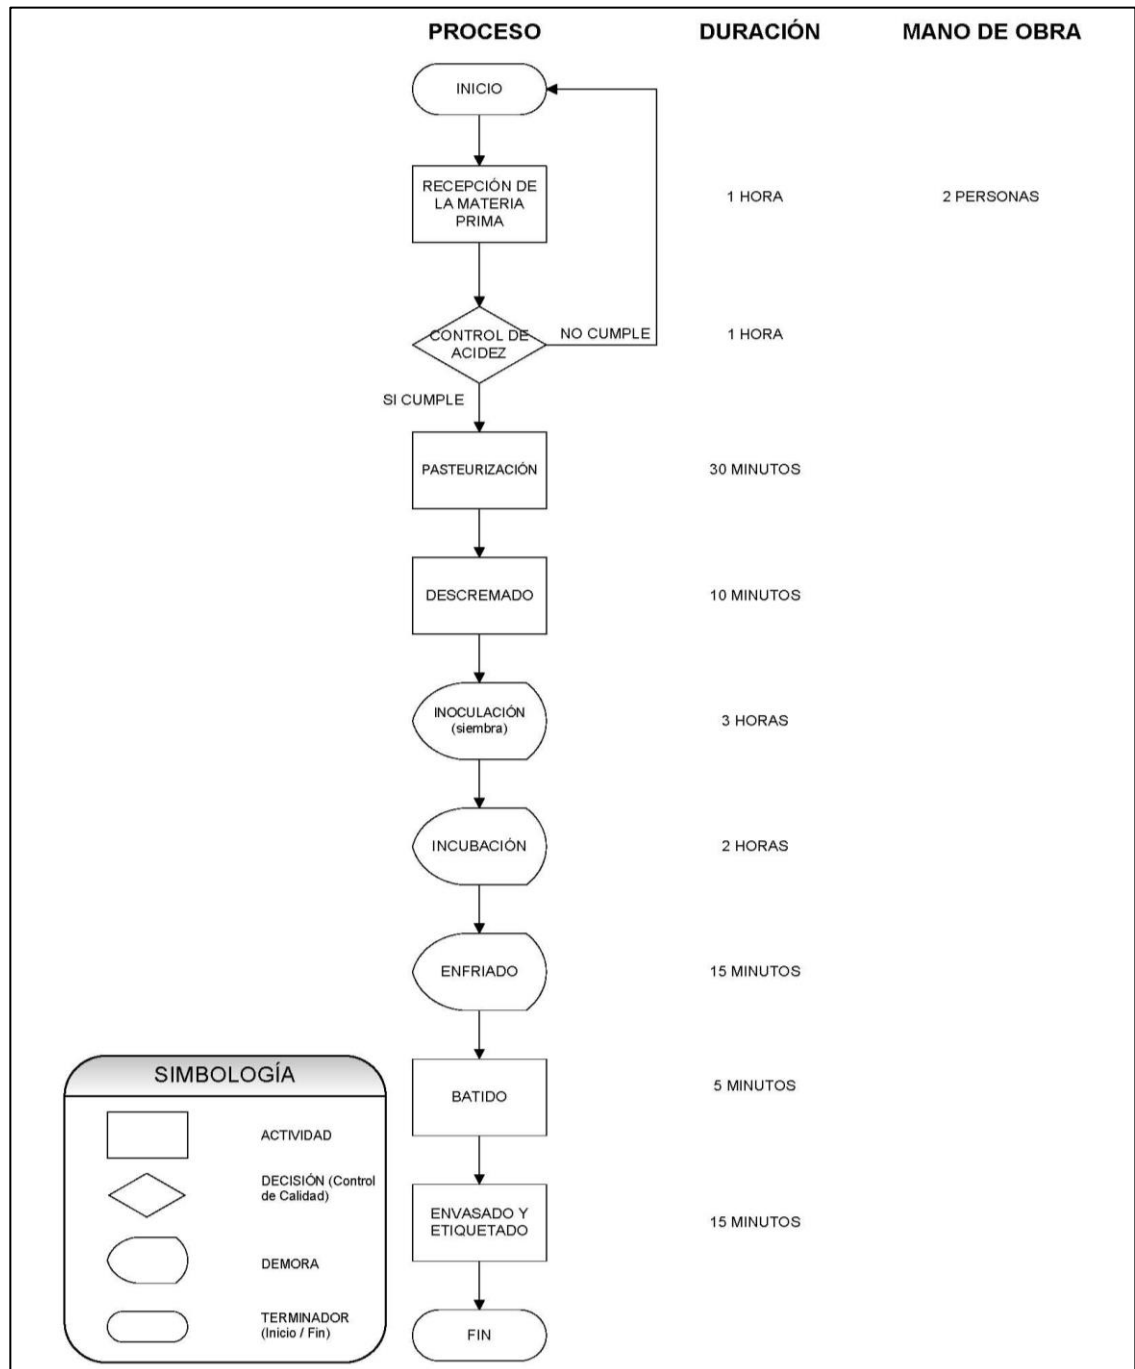 PROCESO DURACIÓN MANO DE OBRA
INICIO
RECEPCIÓN DE
LA MATERIA
PRIMA
1 HORA
2 PERSONAS
CONTROL DE
ACIDEZ
NO CUMPLE
1 HORA
SI CUMPLE
PASTEURIZACIÓN
30 MINUTOS
DESCREMADO
10 MINUTOS
INOCULACIÓN
(siembra)
3 HORAS
INCUBACIÓN
2 HORAS
ENFRIADO
15 MINUTOS
BATIDO
5 MINUTOS
ENVASADO Y
ETIQUETADO
15 MINUTOS
FIN
SIMBOLOGÍA
ACTIVIDAD
DECISIÓN (Control
de Calidad)
DEMORA
TERMINADOR
(Inicio / Fin)